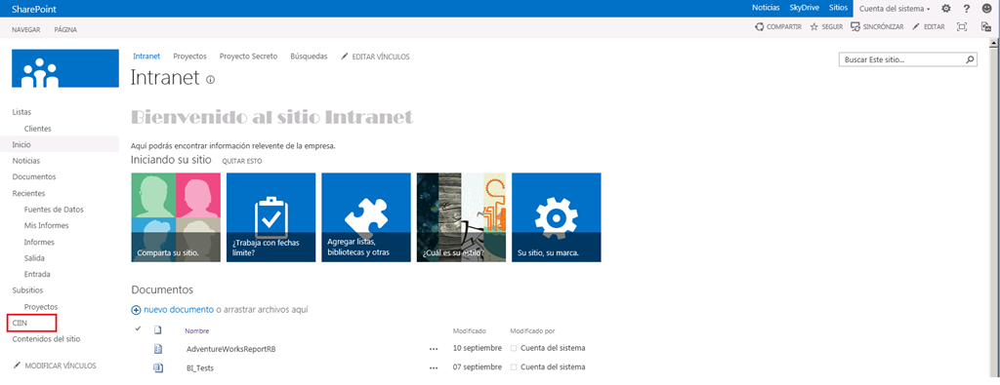 SharePoint
Noticias SkyDrive Sitios Cuenta del sistema
NAVEGAR PÁGINA
COMPARTIR SEGUIR SINCRÓNIZAR EDITAR
Intranet Proyectos Proyecto Secreto Búsquedas EDITAR VÍNCULOS
Intranet
Buscar Este sitio...
Listas
Clientes
Inicio
Noticias
Documentos
Recientes
Fuentes de Datos
Mis Informes
Informes
Salida
Entrada
Subsitios
Proyectos
CIIN
Contenidos del sitio
MODIFICAR VÍNCULOS
Bienvenido al sitio Intranet
Aquí podrás encontrar información relevente de la empresa.
Iniciando su sitio QUITAR ESTO
Comparta su sitio.
¿Trabaja con fechas
límite?
Agregar listas,
bibliotecas y otras
¿Cuál es su estilo?
Su sitio, su marca.
Documentos
nuevo documento o arrastrar archivos aquí
Nombre Modificado Modificado por
AdventureWorksReportRB ... 10 septiembre Cuenta del sistema
BI_Tests ... 07 septiembre Cuenta del sistema